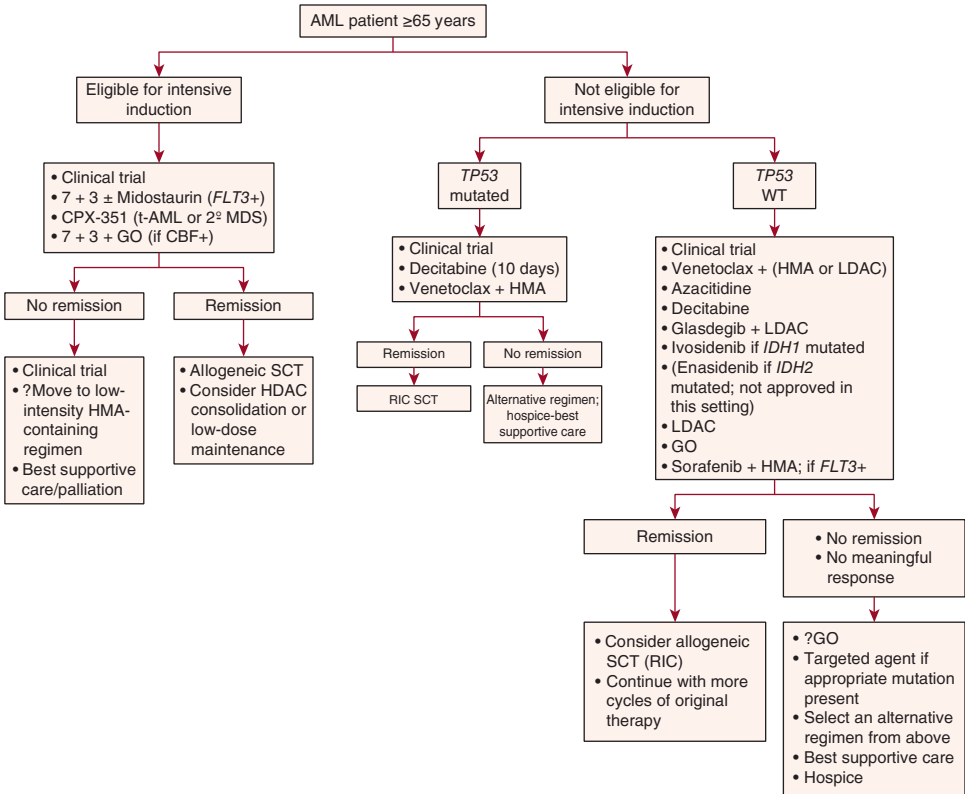 AML patient ≥65 years
Eligible for intensive
induction
Not eligible for
intensive induction
• Clinical trial
• 7 + 3 ± Midostaurin (FLT3+)
• CPX-351 (t-AML or 2º MDS)
• 7 + 3 + GO (if CBF+)
TP53
mutated
TP53
WT
• Clinical trial
• Decitabine (10 days)
• Venetoclax + HMA
• Clinical trial
• Venetoclax + (HMA or LDAC)
• Azacitidine
• Decitabine
• Glasdegib + LDAC
• Ivosidenib if IDH1 mutated
• (Enasidenib if IDH2
mutated; not approved in
this setting)
• LDAC
• GO
• Sorafenib + HMA; if FLT3+
No remission
Remission
• Clinical trial
• ?Move to low-
intensity HMA-
containing
regimen
• Best supportive
care/palliation
• Allogeneic SCT
• Consider HDAC
consolidation or
low-dose
maintenance
Remission
No remission
RIC SCT
Alternative regimen;
hospice-best
supportive care
Remission
• No remission
• No meaningful
response
• Consider allogeneic
SCT (RIC)
• Continue with more
cycles of original
therapy
• ?GO
• Targeted agent if
appropriate mutation
present
• Select an alternative
regimen from above
• Best supportive care
• Hospice